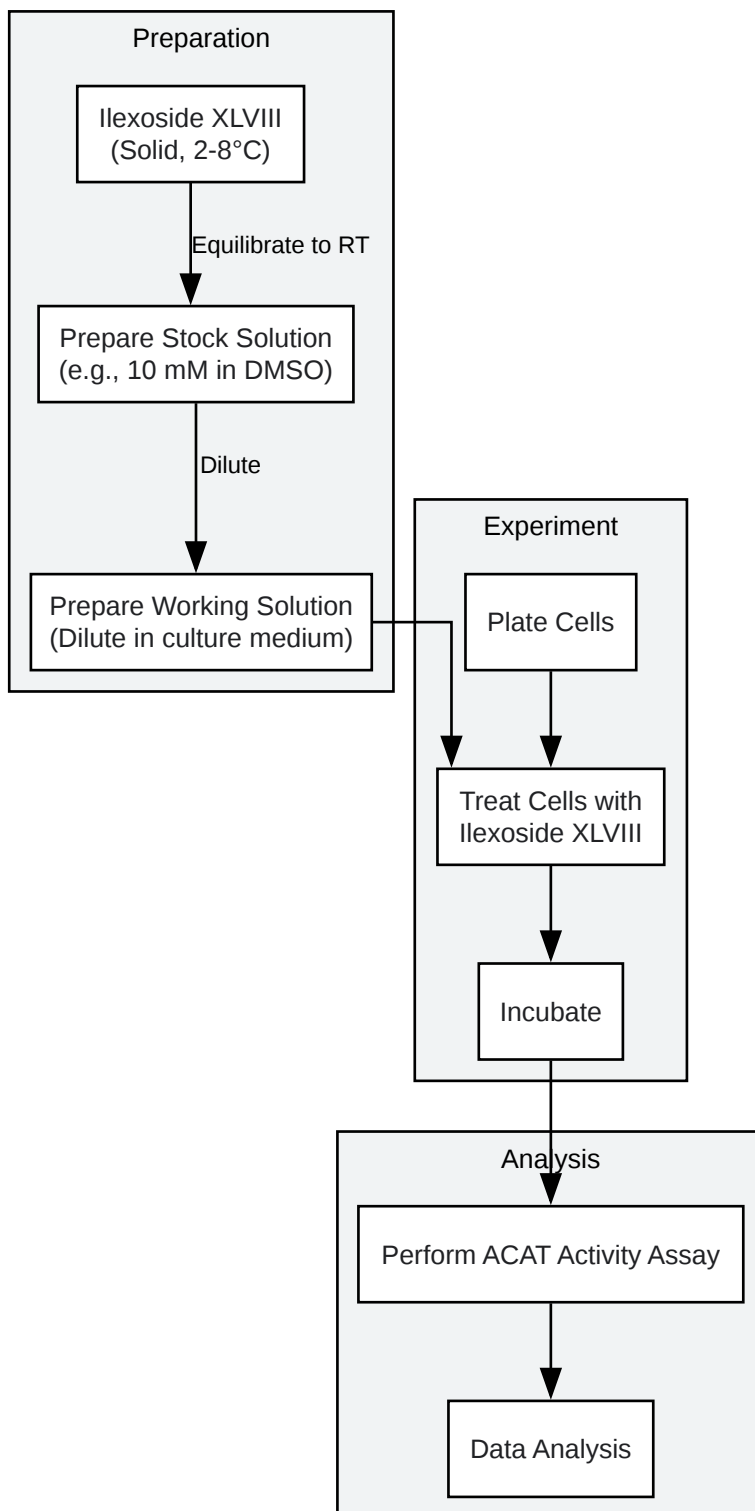 Preparation
Ilexoside XLVIII
(Solid, 2-8°C)
Equilibrate to RT
Prepare Stock Solution
(e.g., 10 mM in DMSO)
Dilute
Prepare Working Solution
(Dilute in culture medium)
Experiment
Plate Cells
Treat Cells with
Ilexoside XLVIII
Incubate
Analysis
Perform ACAT Activity Assay
Data Analysis